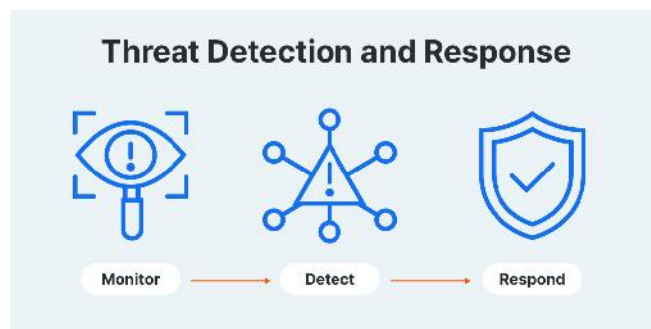 Threat Detection and Response
Monitor
Detect
Respond